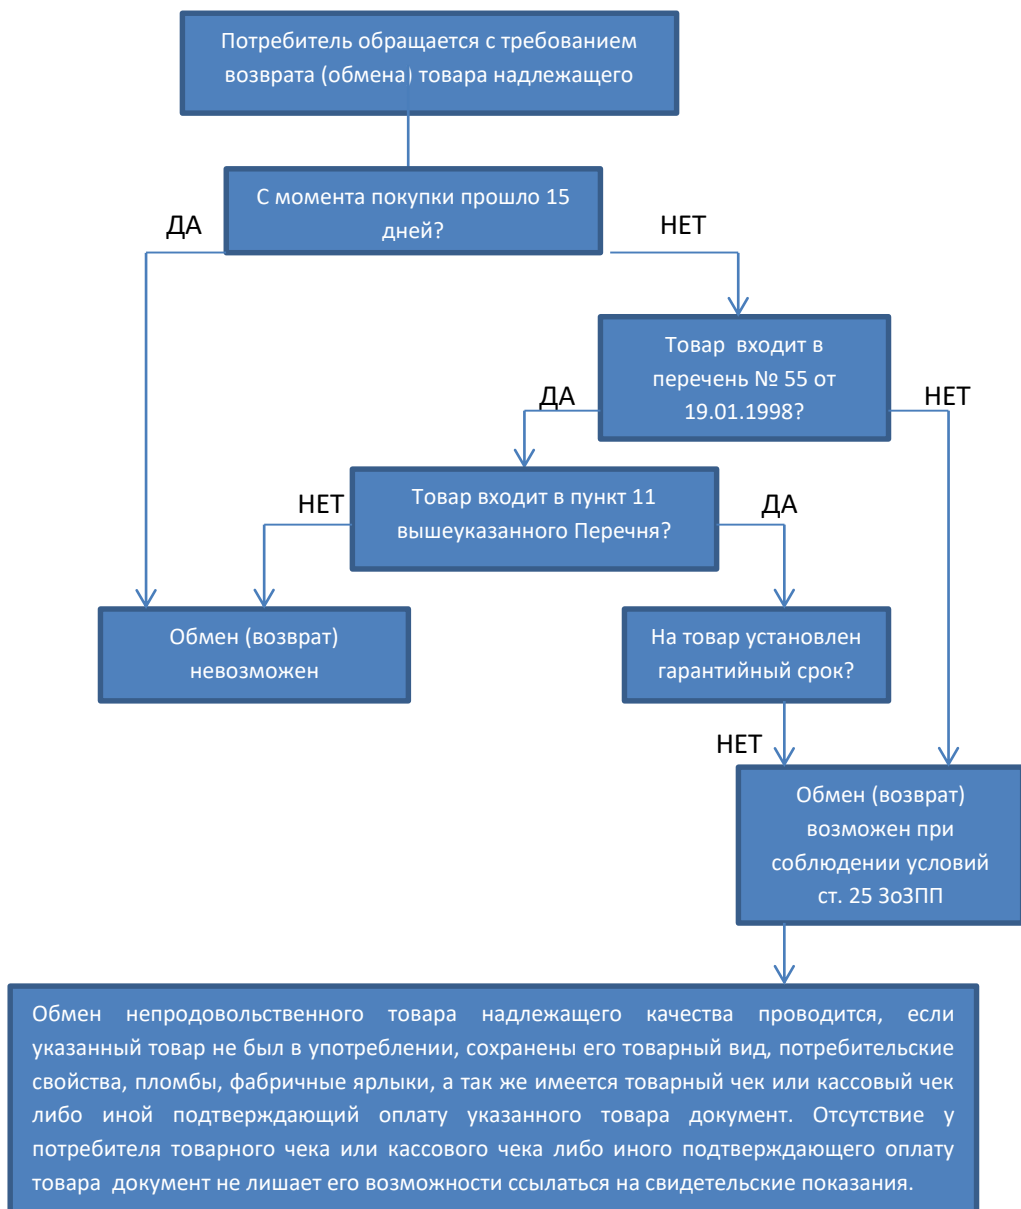 Потребитель обращается с требованием
возврата (обмена) товара надлежащего
С момента покупки прошло 15
дней?
ДА
НЕТ
Товар входит в
перечень № 55 от
19.01.1998?
ДА
НЕТ
Товар входит в пункт 11
вышеуказанного Перечня?
НЕТ
ДА
Обмен (возврат)
невозможен
На товар установлен
гарантийный срок?
НЕТ
Обмен (возврат)
возможен при
соблюдении условий
ст. 25 ЗоЗПП
Обмен непродовольственного товара надлежащего качества проводится, если
указанный товар не был в употреблении, сохранены его товарный вид, потребительские
свойства, пломбы, фабричные ярлыки, а так же имеется товарный чек или кассовый чек
либо иной подтверждающий оплату указанного товара документ. Отсутствие у
потребителя товарного чека или кассового чека либо иного подтверждающего оплату
товара документ не лишает его возможности ссылаться на свидетельские показания.